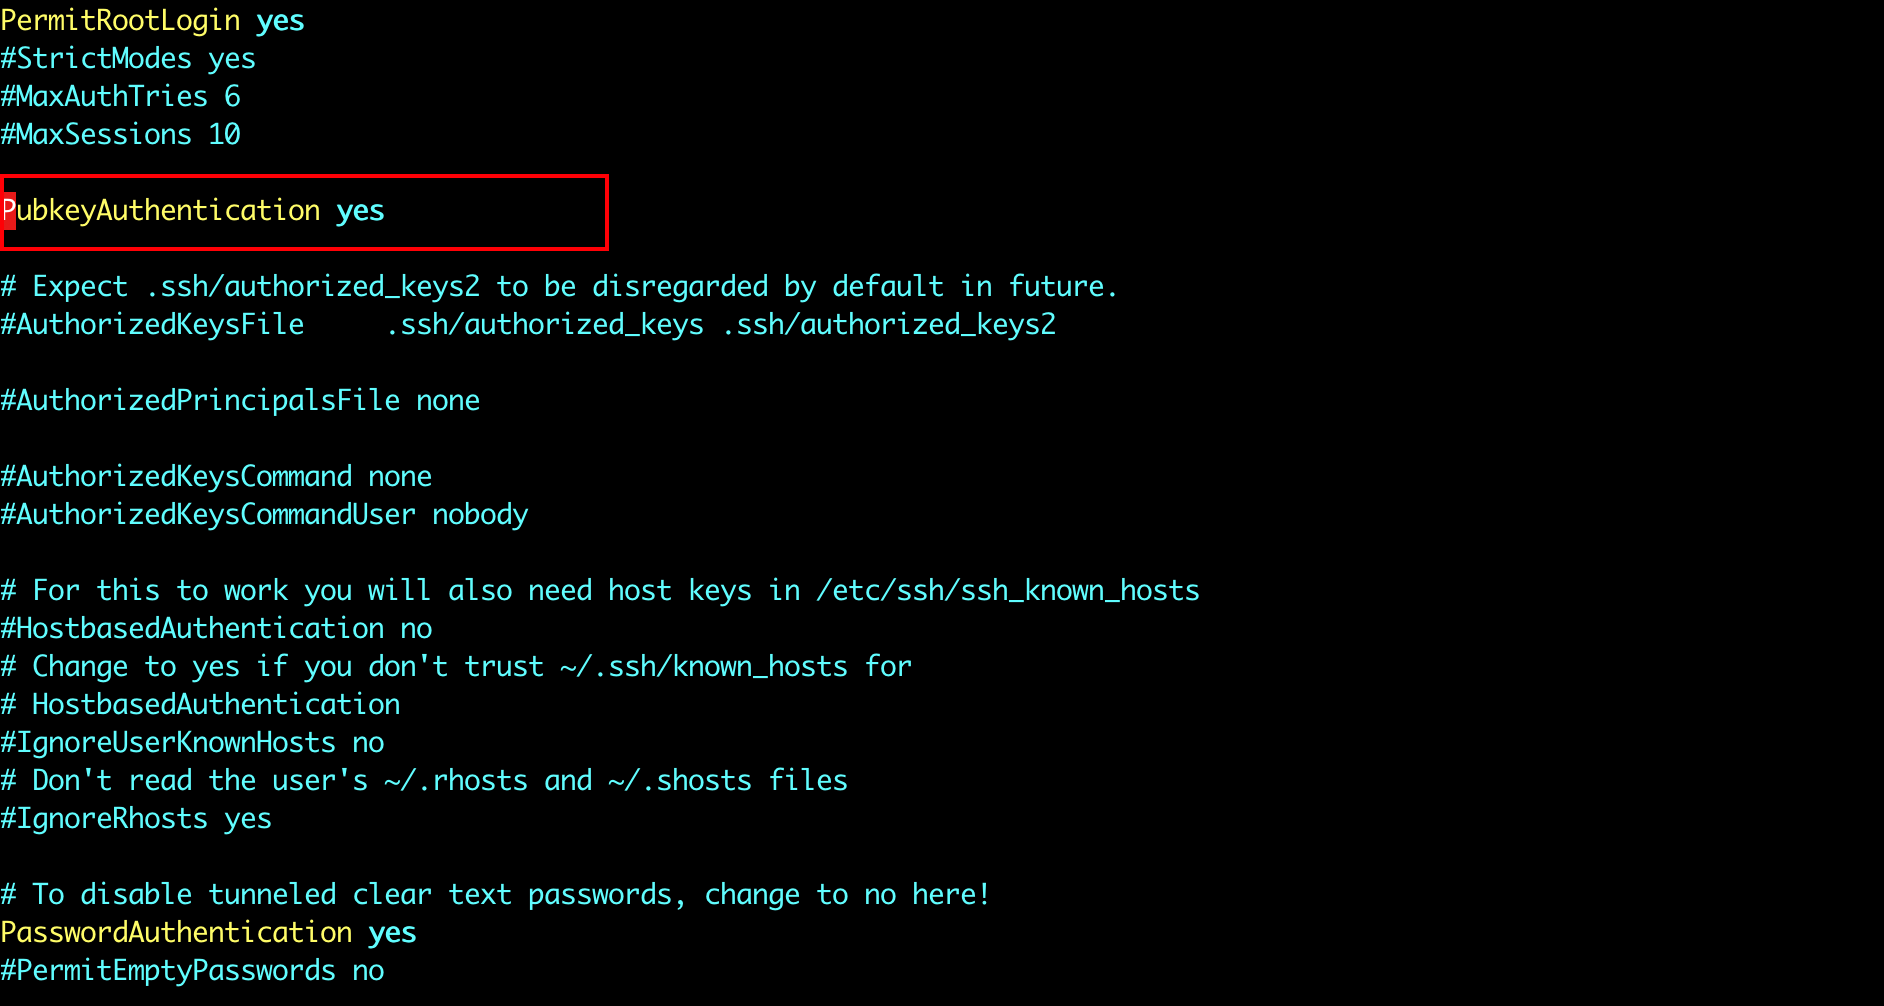 PermitRootLogin yes
#StrictModes yes
#MaxAuthTries 6
#MaxSessions 10
PubkeyAuthentication yes
# Expect .ssh/authorized_keys2 to be disregarded by default in future.
#AuthorizedKeysFile     .ssh/authorized_keys .ssh/authorized_keys2
#AuthorizedPrincipalsFile none
#AuthorizedKeysCommand none
#AuthorizedKeysCommandUser nobody
# For this to work you will also need host keys in /etc/ssh/ssh_known_hosts
#HostbasedAuthentication no
# Change to yes if you don't trust ~/.ssh/known_hosts for
# HostbasedAuthentication
#IgnoreUserKnownHosts no
# Don't read the user's ~/.rhosts and ~/.shosts files
#IgnoreRhosts yes
# To disable tunneled clear text passwords, change to no here!
PasswordAuthentication yes
#PermitEmptyPasswords no